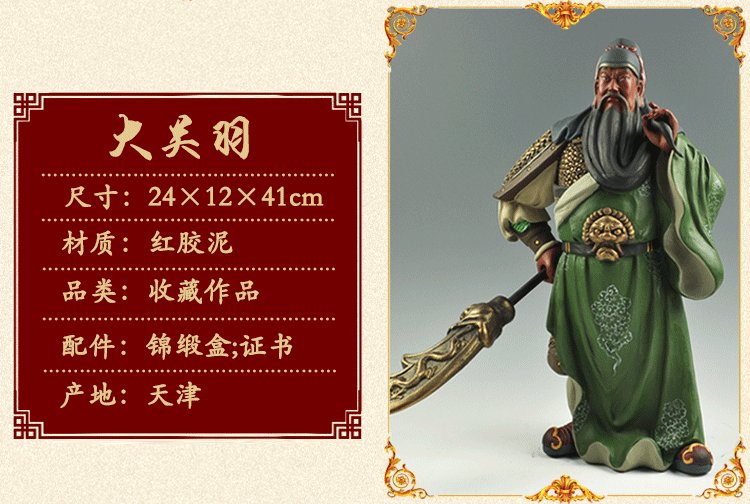 大关羽
尺寸：24×12×41cm
材质：红胶泥
品类：收藏作品
配件：锦缎盒;证书
产地：天津